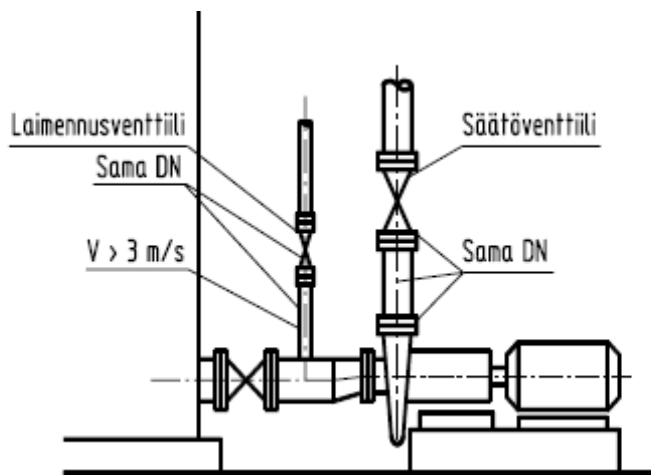 Laimennusventtiili
Sama DN
V > 3 m/s
Säätöventtiili
Sama DN